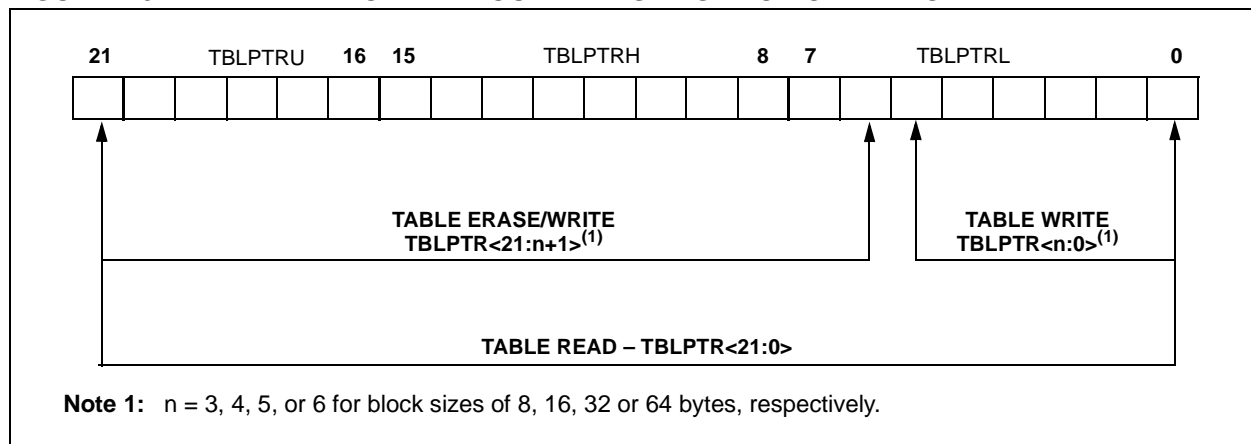 21 TBLPTRU 16 15 TBLPTRH 8 7 TBLPTRL 0
TABLE ERASE/WRITE TABLE WRITE
TBLPTR<21:n+1>(1) TBLPTR<n:0>(1)
TABLE READ – TBLPTR<21:0>
Note 1: n = 3, 4, 5, or 6 for block sizes of 8, 16, 32 or 64 bytes, respectively.